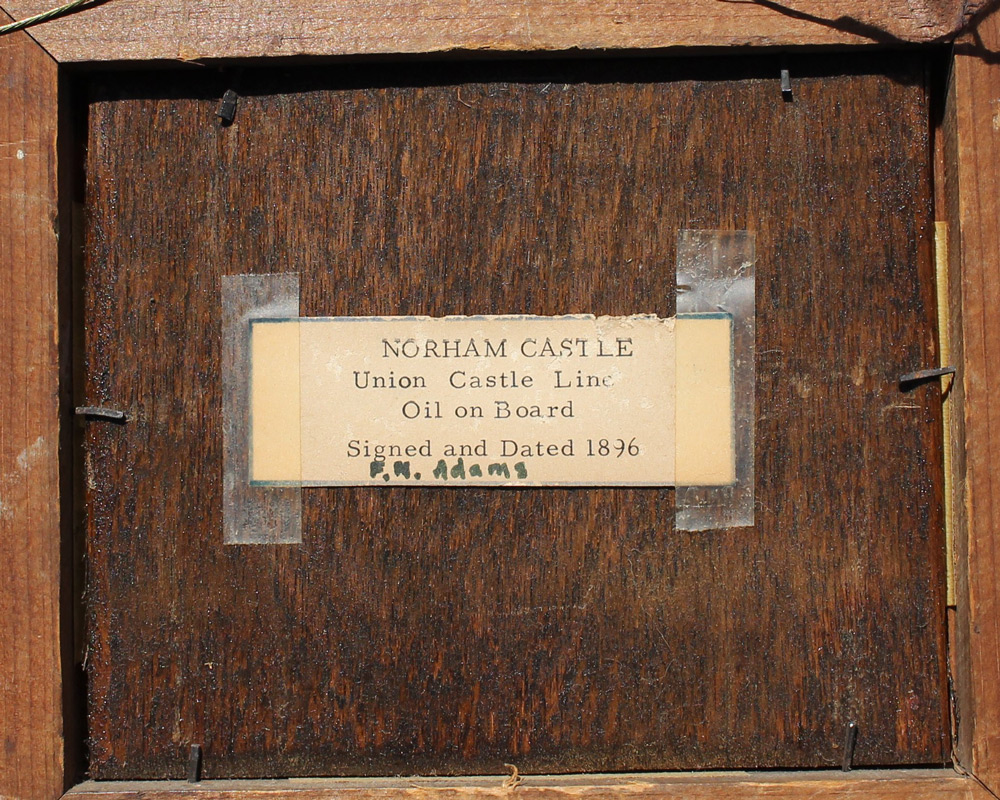 NORHAM CASTLE
Union Castle Line
Oil on Board
Signed and Dated 1896
F.N. Adams